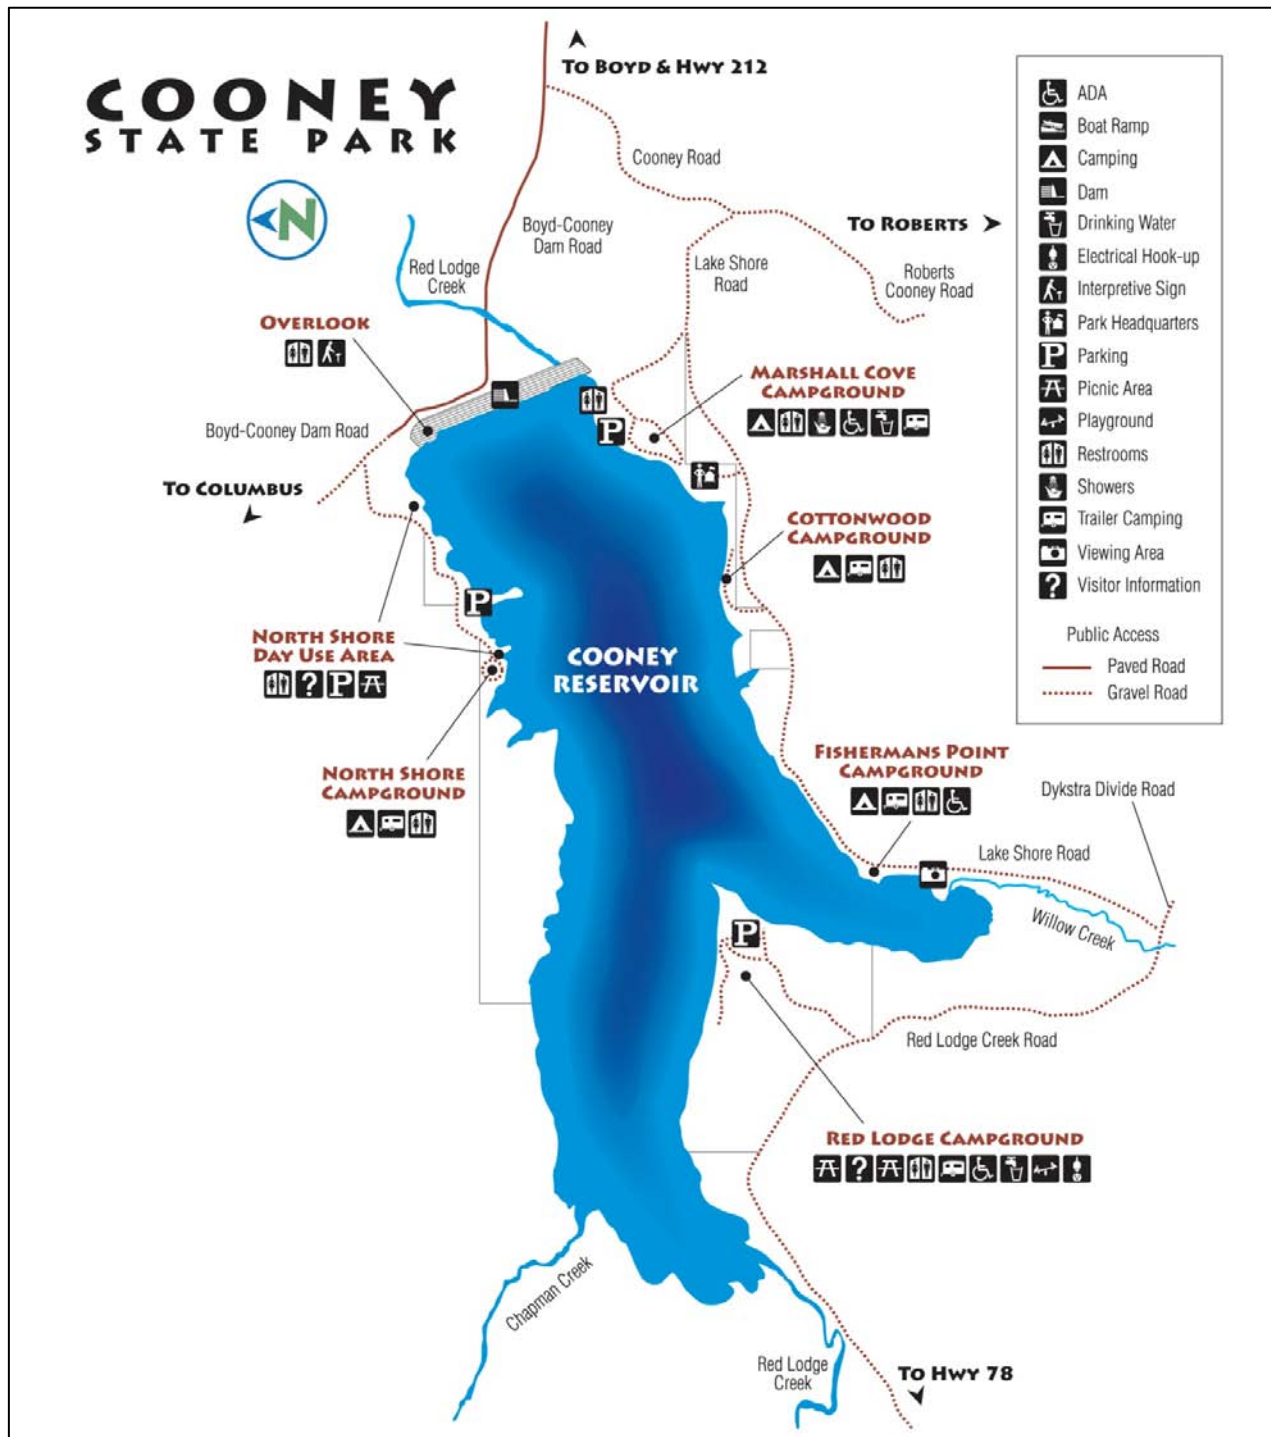 COONEY
STATE PARK
N
TO BOYD & HWY 212
Cooney Road
Boyd-Cooney
Dam Road
TO ROBERTS
Lake Shore
Road
Roberts
Cooney Road
Red Lodge
Creek
OVERLOOK
MARSHALL COVE
CAMPGROUND
Boyd-Cooney Dam Road
P
TO COLUMBUS
COTTONWOOD
CAMPGROUND
P
NORTH SHORE
DAY USE AREA
? P
COONEY
RESERVOIR
NORTH SHORE
CAMPGROUND
FISHERMANS POINT
CAMPGROUND
Dykstra Divide Road
Lake Shore Road
Willow Creek
P
Red Lodge Creek Road
RED LODGE CAMPGROUND
?
Chapman Creek
Red Lodge
Creek
TO HWY 78
ADA
Boat Ramp
Camping
Dam
Drinking Water
Electrical Hook-up
Interpretive Sign
Park Headquarters
P Parking
Picnic Area
Playground
Restrooms
Showers
Trailer Camping
Viewing Area
? Visitor Information
Public Access
Paved Road
Gravel Road